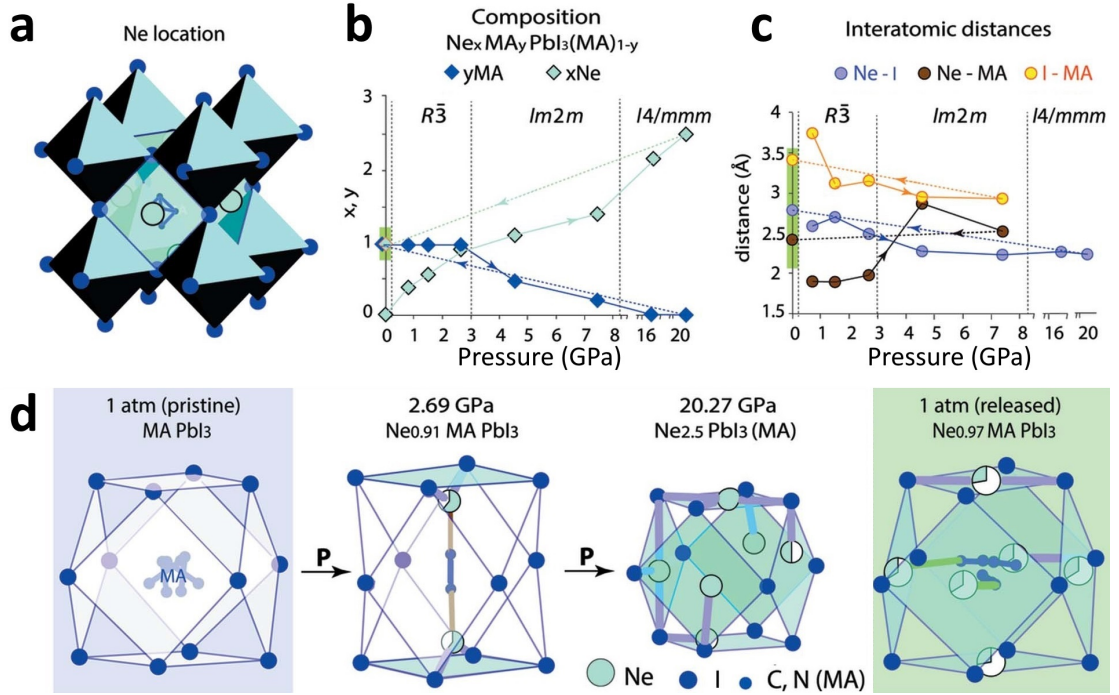 a
Ne location
b
Composition
NeₓMAᵧPbI₃(MA)₁₋ᵧ
yMA xNe
R3̅ Im2m I4/mmm
3
2
1
0
x, y
0 1 2 3 4 5 6 7 8 16 20
Pressure (GPa)
c
Interatomic distances
Ne - I Ne - MA I - MA
R3̅ Im2m I4/mmm
4
3.5
3
2.5
2
1.5
distance (Å)
0 1 2 3 4 5 6 7 8 16 20
Pressure (GPa)
d
1 atm (pristine)
MA PbI₃
MA
P
2.69 GPa
Ne₀.₉₁ MA PbI₃
P
20.27 GPa
Ne₂.₅ PbI₃ (MA)
1 atm (released)
Ne₀.₉₇ MA PbI₃
Ne I C, N (MA)